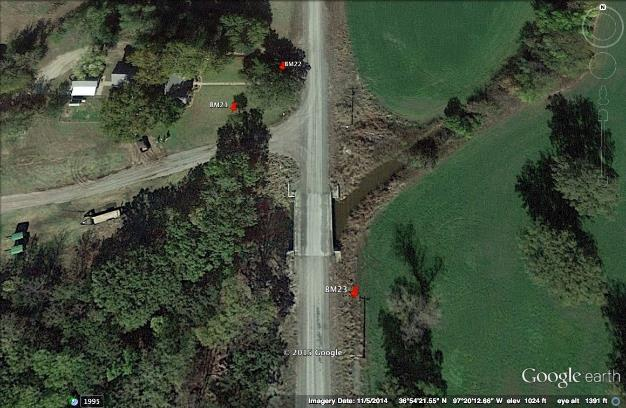 N
BM22
BM21
BM23
© 2015 Google
Google earth
1995
Imagery Date: 11/5/2014 36°54'21.55" N 97°20'12.66" W elev 1024 ft eye alt 1391 ft